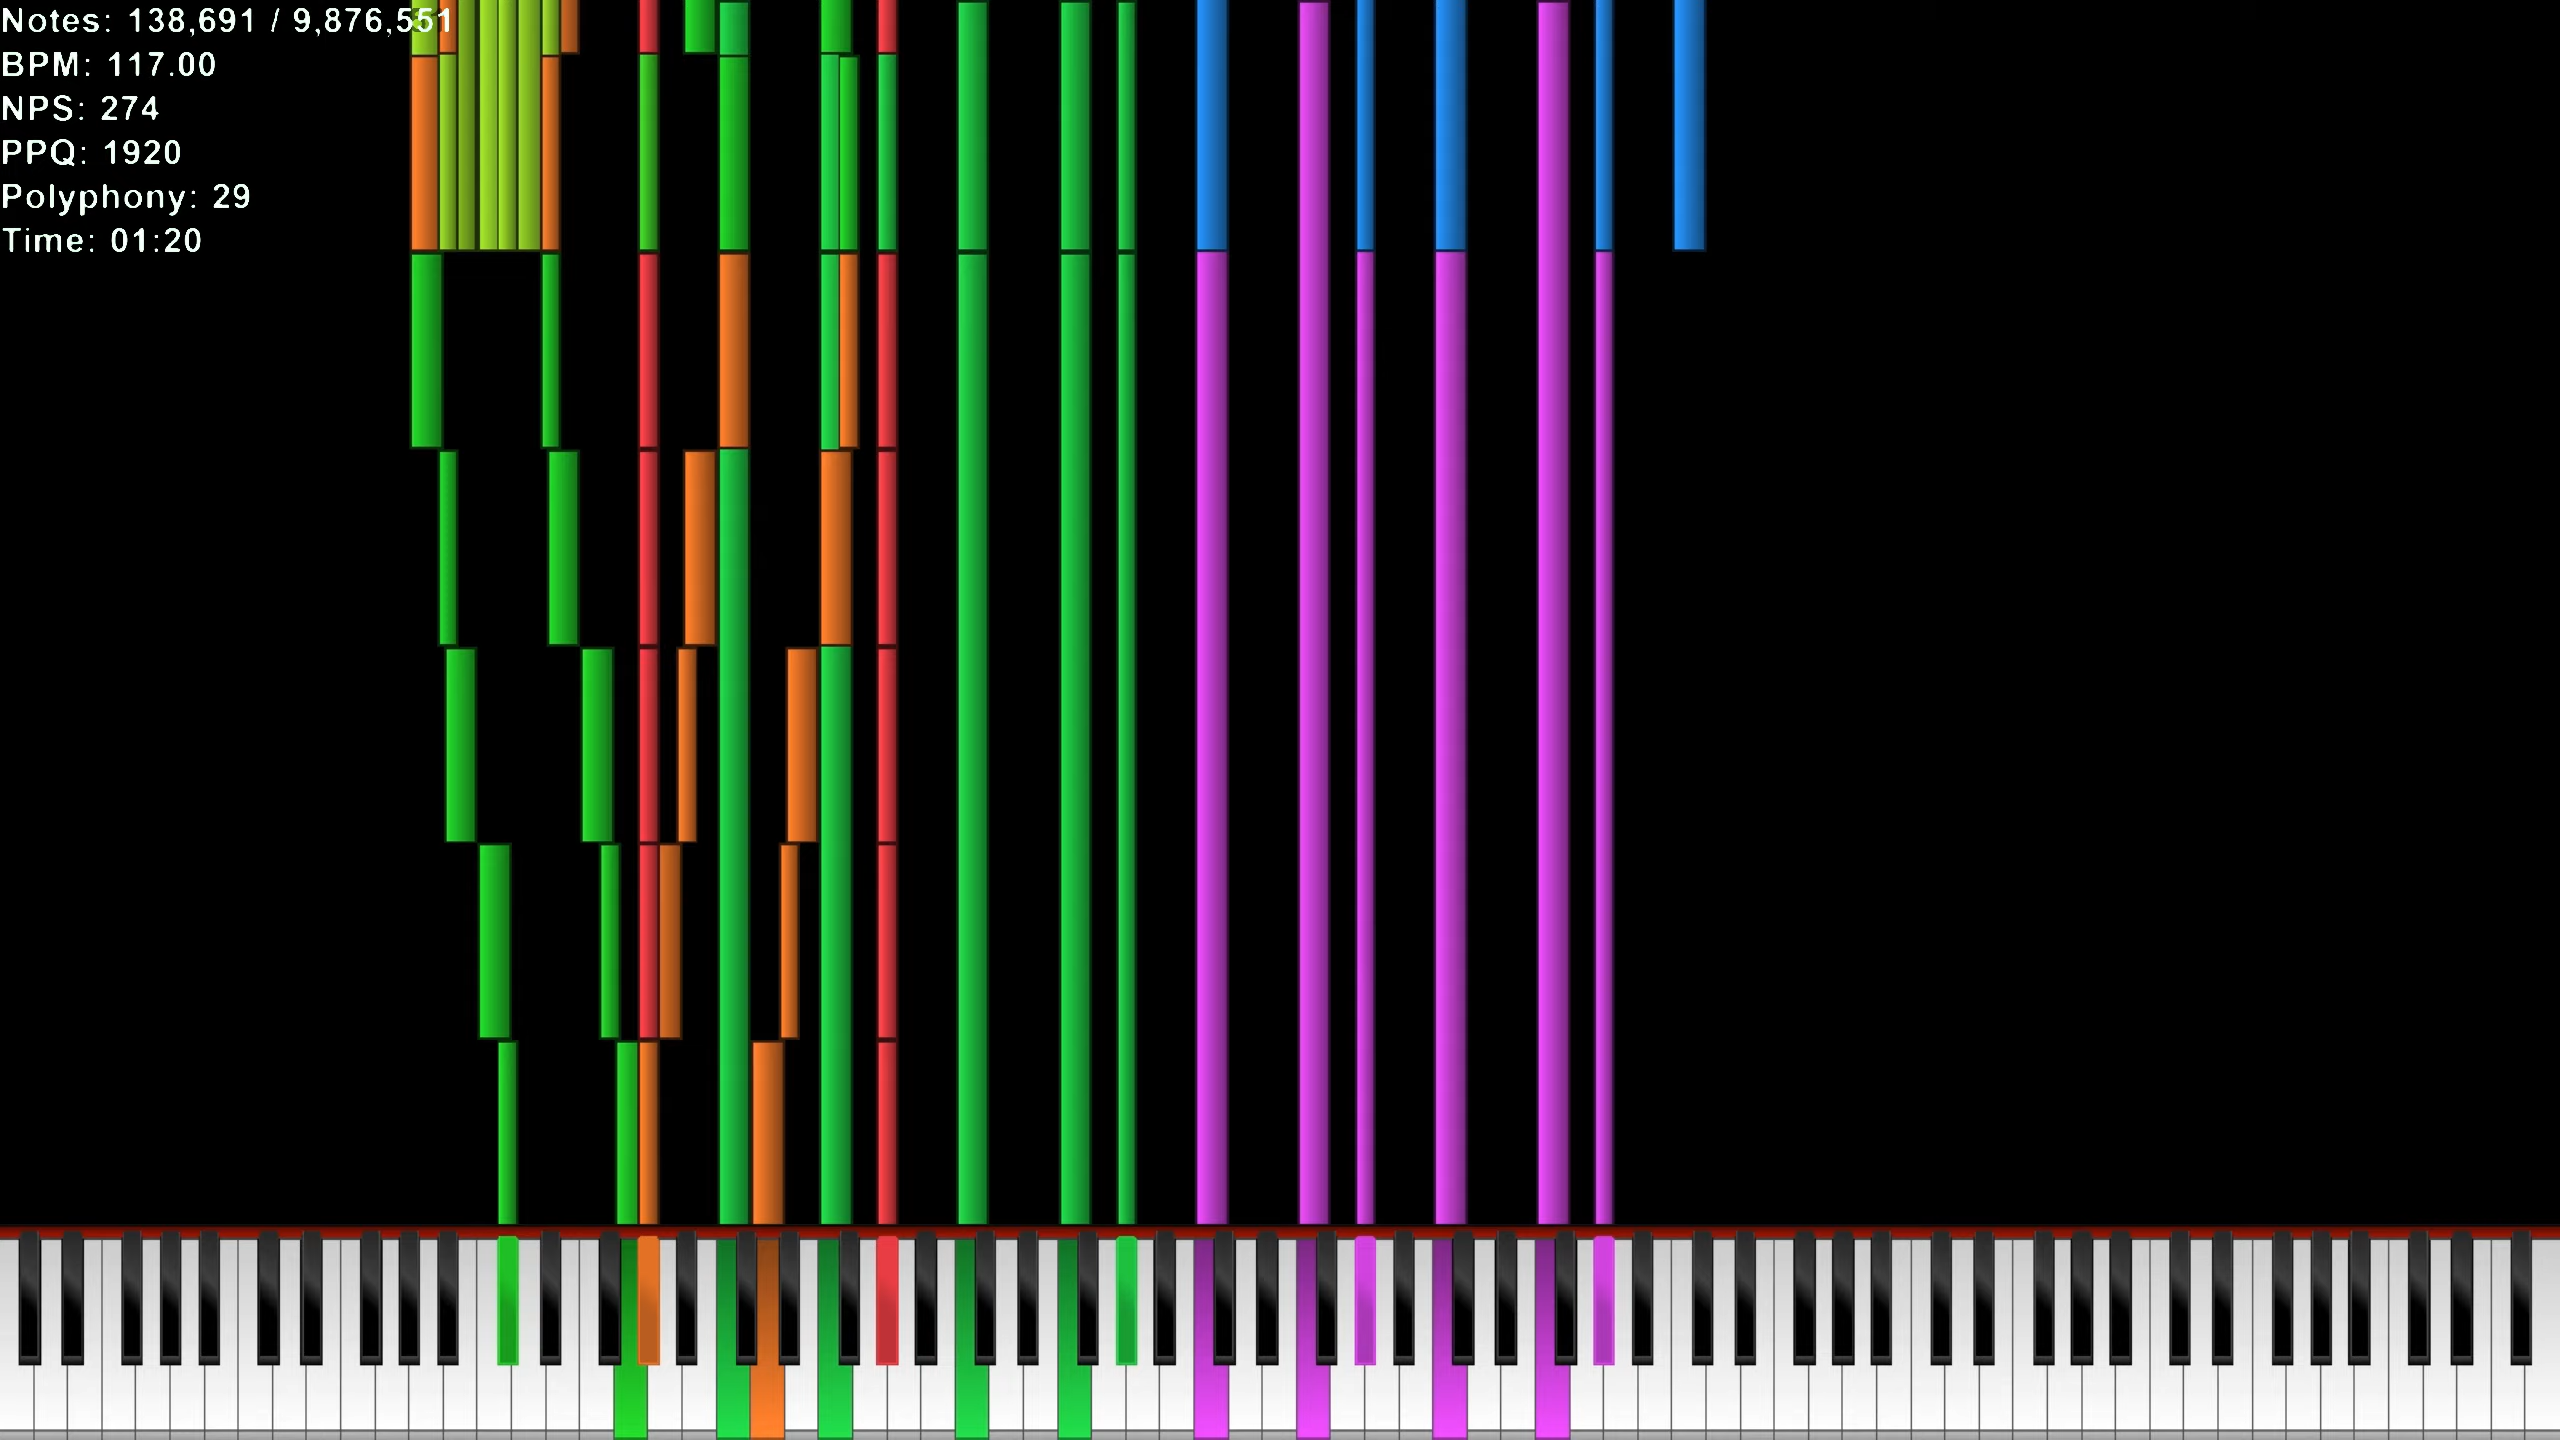 Notes: 138,691 / 9,876,551
BPM: 117.00
NPS: 274
PPQ: 1920
Polyphony: 29
Time: 01:20